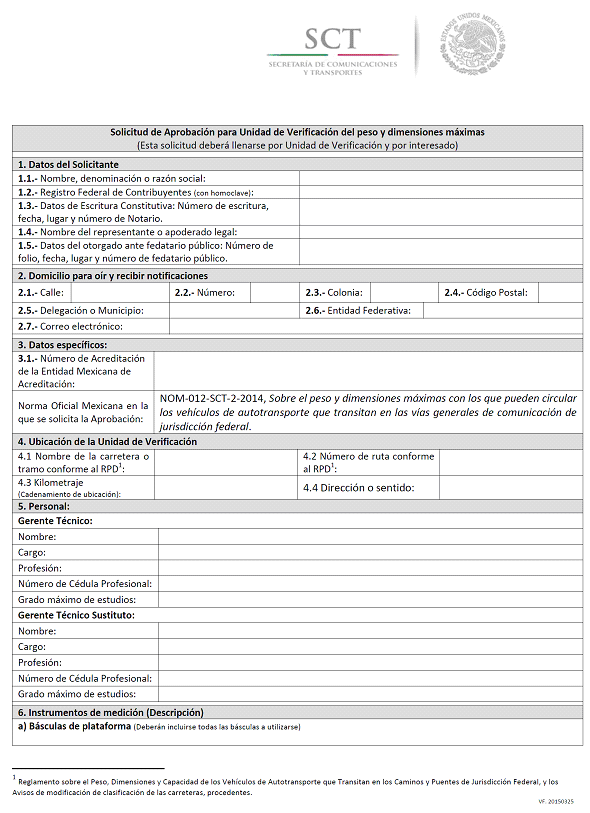 SCT
SECRETARÍA DE COMUNICACIONES
Y TRANSPORTES
ESTADOS UNIDOS MEXICANOS
Solicitud de Aprobación para Unidad de Verificación del peso y dimensiones máximas
(Esta solicitud deberá llenarse por Unidad de Verificación y por interesado)
1. Datos del Solicitante
1.1.- Nombre, denominación o razón social:
1.2.- Registro Federal de Contribuyentes (con homoclave):
1.3.- Datos de Escritura Constitutiva: Número de escritura,
fecha, lugar y número de Notario.
1.4.- Nombre del representante o apoderado legal:
1.5.- Datos del otorgado ante fedatario público: Número de
folio, fecha, lugar y número de fedatario público.
2. Domicilio para oír y recibir notificaciones
2.1.- Calle: 2.2.- Número: 2.3.- Colonia: 2.4.- Código Postal:
2.5.- Delegación o Municipio: 2.6.- Entidad Federativa:
2.7.- Correo electrónico:
3. Datos específicos:
3.1.- Número de Acreditación
de la Entidad Mexicana de
Acreditación:
Norma Oficial Mexicana en la
que se solicita la Aprobación:
NOM-012-SCT-2-2014, Sobre el peso y dimensiones máximas con los que pueden circular
los vehículos de autotransporte que transitan en las vías generales de comunicación de
jurisdicción federal.
4. Ubicación de la Unidad de Verificación
4.1 Nombre de la carretera o
tramo conforme al RPD1:
4.2 Número de ruta conforme
al RPD1:
4.3 Kilometraje
(Cadenamiento de ubicación):
4.4 Dirección o sentido:
5. Personal:
Gerente Técnico:
Nombre:
Cargo:
Profesión:
Número de Cédula Profesional:
Grado máximo de estudios:
Gerente Técnico Sustituto:
Nombre:
Cargo:
Profesión:
Número de Cédula Profesional:
Grado máximo de estudios:
6. Instrumentos de medición (Descripción)
a) Básculas de plataforma (Deberán incluirse todas las básculas a utilizarse)
1 Reglamento sobre el Peso, Dimensiones y Capacidad de los Vehículos de Autotransporte que Transitan en los Caminos y Puentes de Jurisdicción Federal, y los
Avisos de modificación de clasificación de las carreteras, procedentes.
VF. 20150325